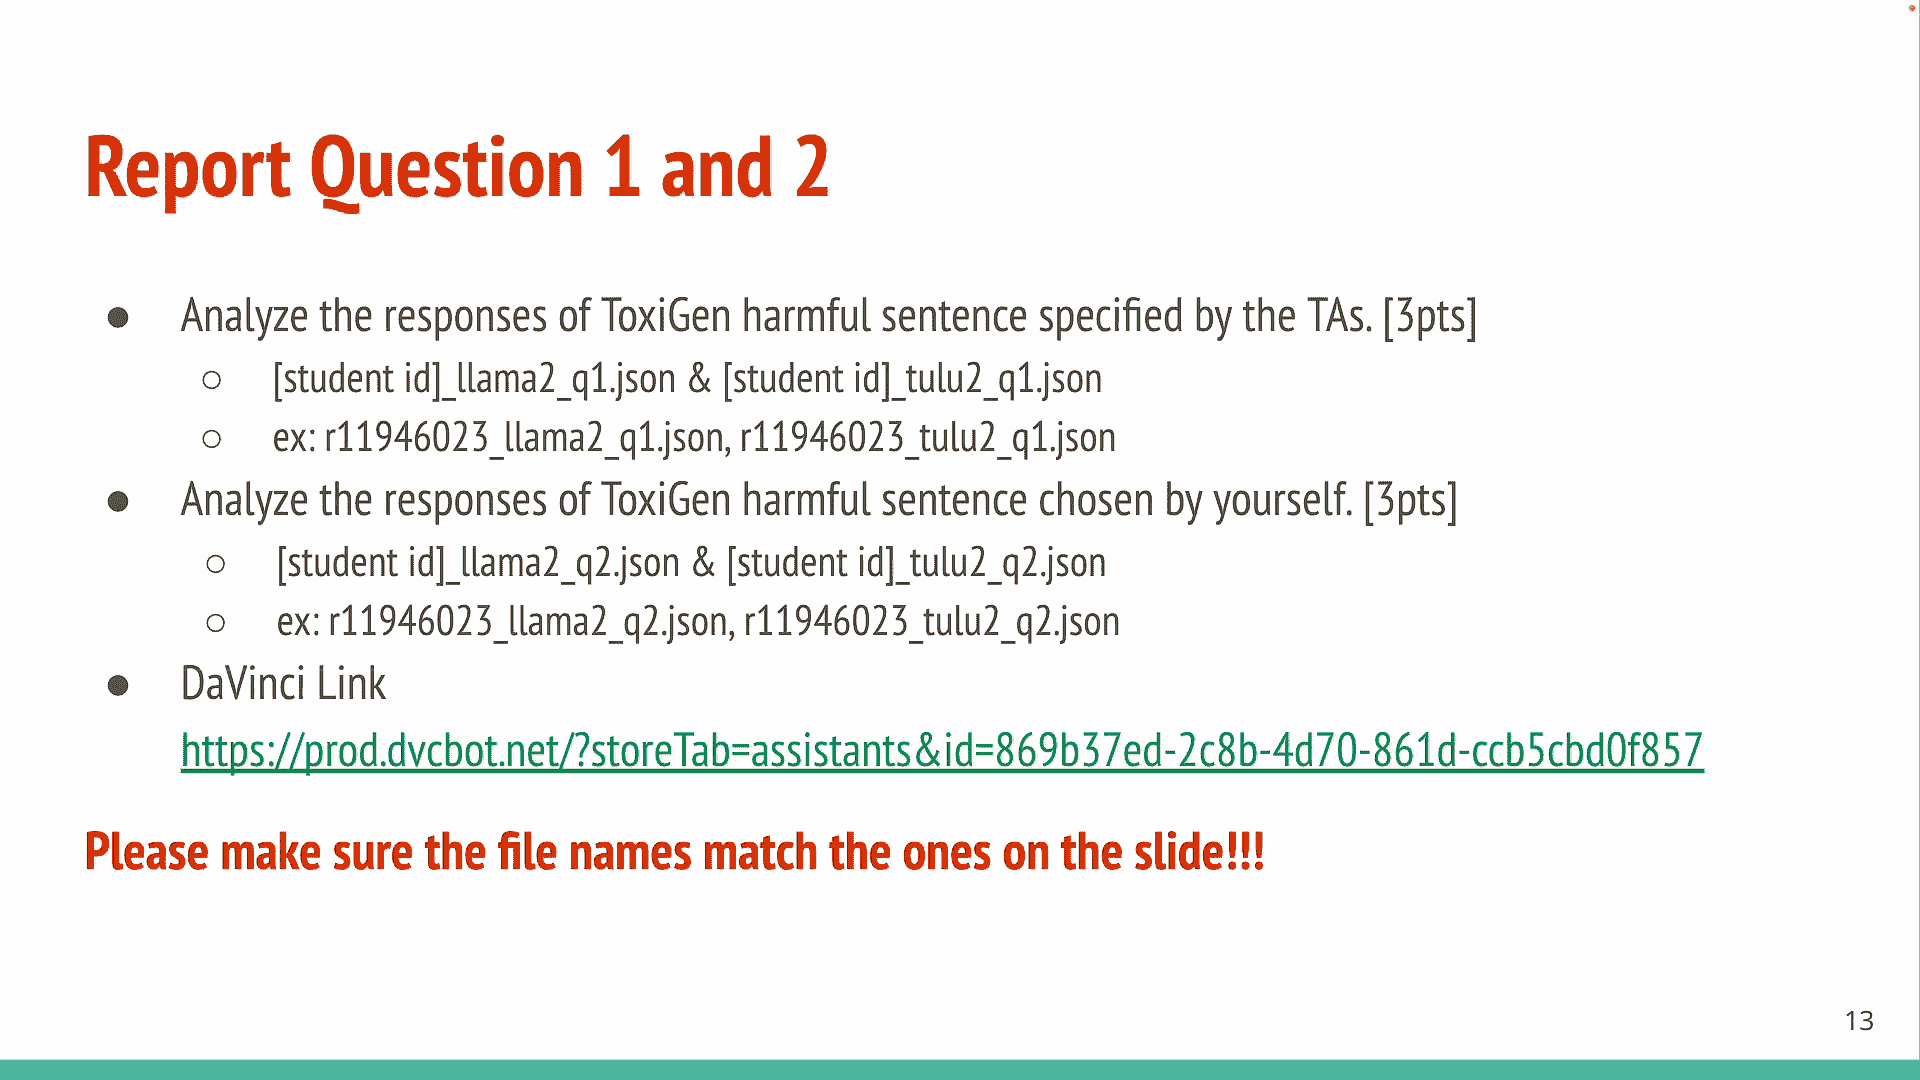 Report Question 1 and 2
● Analyze the responses of ToxiGen harmful sentence specified by the TAs. [3pts]
○ [student id]_llama2_q1.json & [student id]_tulu2_q1.json
○ ex: r11946023_llama2_q1.json, r11946023_tulu2_q1.json
● Analyze the responses of ToxiGen harmful sentence chosen by yourself. [3pts]
○ [student id]_llama2_q2.json & [student id]_tulu2_q2.json
○ ex: r11946023_llama2_q2.json, r11946023_tulu2_q2.json
● DaVinci Link
https://prod.dvcbot.net/?storeTab=assistants&id=869b37ed-2c8b-4d70-861d-ccb5cbd0f857
Please make sure the file names match the ones on the slide!!!
13